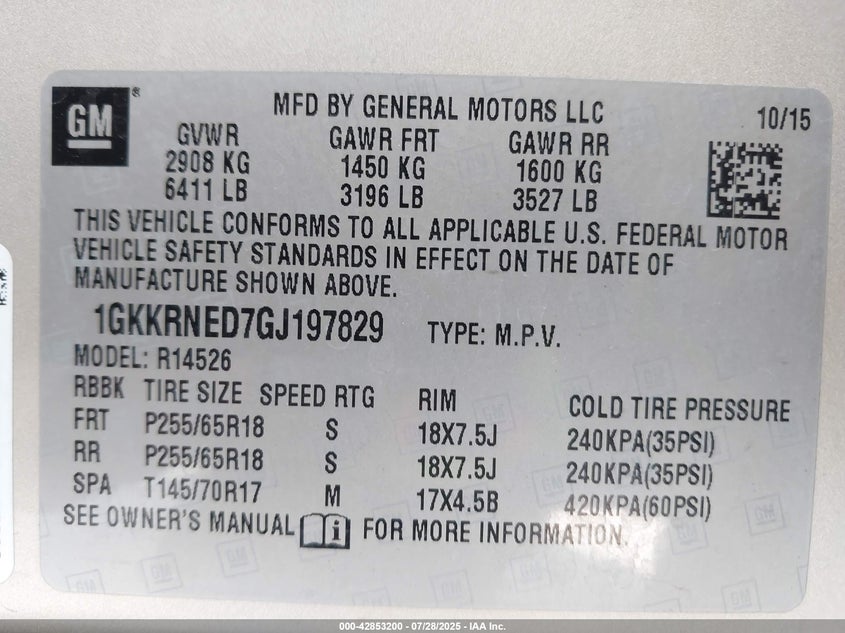 GM ®
MFD BY GENERAL MOTORS LLC
10/15
GVWR GAWR FRT GAWR RR
2908 KG 1450 KG 1600 KG
6411 LB 3196 LB 3527 LB
THIS VEHICLE CONFORMS TO ALL APPLICABLE U.S. FEDERAL MOTOR
VEHICLE SAFETY STANDARDS IN EFFECT ON THE DATE OF
MANUFACTURE SHOWN ABOVE.
1GKKRNED7GJ197829 TYPE: M.P.V.
MODEL: R14526
RBBK TIRE SIZE SPEED RTG RIM COLD TIRE PRESSURE
FRT P255/65R18 S 18X7.5J 240KPA(35PSI)
RR P255/65R18 S 18X7.5J 240KPA(35PSI)
SPA T145/70R17 M 17X4.5B 420KPA(60PSI)
SEE OWNER'S MANUAL i FOR MORE INFORMATION.
000-42853200 - 07/28/2025 - IAA Inc.